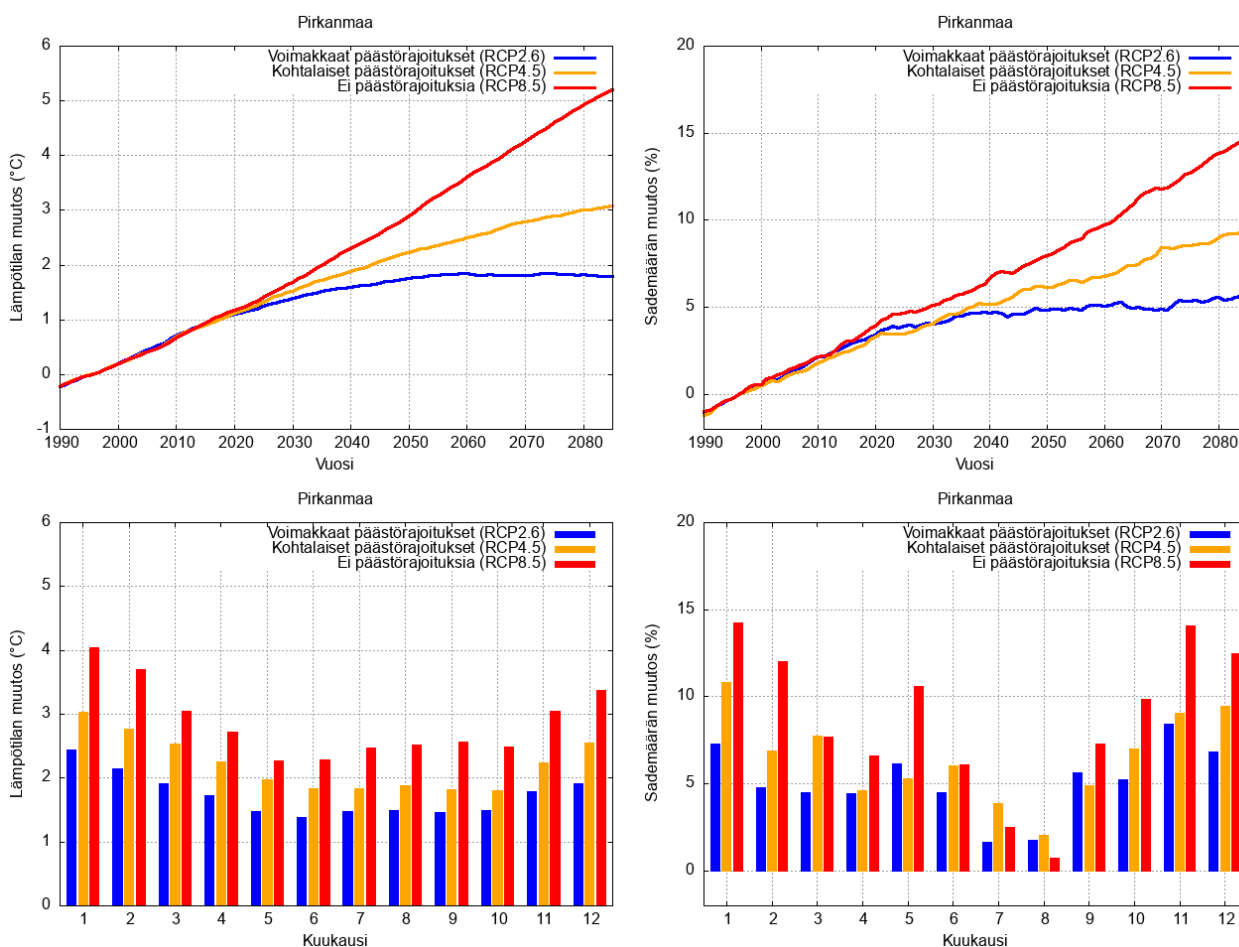 Pirkanmaa
6
5
4
3
2
1
0
-1
Lämpötilan muutos (°C)
Voimakkaat päästörajoitukset (RCP2.6)
Kohtalaiset päästörajoitukset (RCP4.5)
Ei päästörajoituksia (RCP8.5)
1990 2000 2010 2020 2030 2040 2050 2060 2070 2080
Vuosi
Pirkanmaa
20
15
10
5
0
Sademäärän muutos (%)
Voimakkaat päästörajoitukset (RCP2.6)
Kohtalaiset päästörajoitukset (RCP4.5)
Ei päästörajoituksia (RCP8.5)
1990 2000 2010 2020 2030 2040 2050 2060 2070 2080
Vuosi
Pirkanmaa
6
5
4
3
2
1
0
Lämpötilan muutos (°C)
Voimakkaat päästörajoitukset (RCP2.6)
Kohtalaiset päästörajoitukset (RCP4.5)
Ei päästörajoituksia (RCP8.5)
1 2 3 4 5 6 7 8 9 10 11 12
Kuukausi
Pirkanmaa
20
15
10
5
0
Sademäärän muutos (%)
Voimakkaat päästörajoitukset (RCP2.6)
Kohtalaiset päästörajoitukset (RCP4.5)
Ei päästörajoituksia (RCP8.5)
1 2 3 4 5 6 7 8 9 10 11 12
Kuukausi